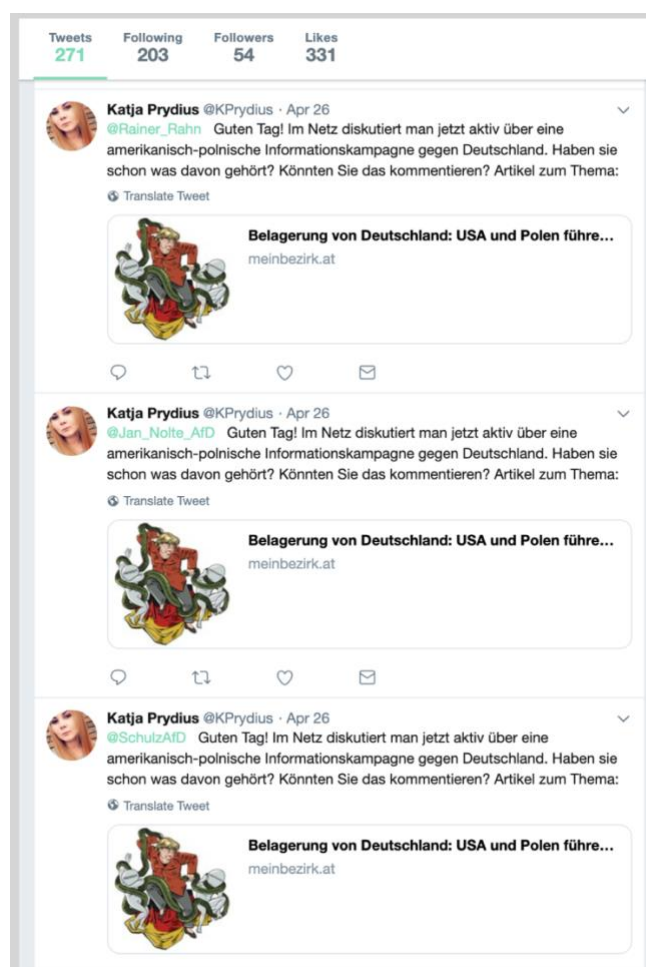 Tweets Following Followers Likes
271 203 54 331
Katja Prydius @KPrydius · Apr 26
@Rainer_Rahn Guten Tag! Im Netz diskutiert man jetzt aktiv über eine
amerikanisch-polnische Informationskampagne gegen Deutschland. Haben sie
schon was davon gehört? Könnten Sie das kommentieren? Artikel zum Thema:
Translate Tweet
Belagerung von Deutschland: USA und Polen führe...
meinbezirk.at
Katja Prydius @KPrydius · Apr 26
@Jan_Nolte_AfD Guten Tag! Im Netz diskutiert man jetzt aktiv über eine
amerikanisch-polnische Informationskampagne gegen Deutschland. Haben sie
schon was davon gehört? Könnten Sie das kommentieren? Artikel zum Thema:
Translate Tweet
Belagerung von Deutschland: USA und Polen führe...
meinbezirk.at
Katja Prydius @KPrydius · Apr 26
@SchulzAfD Guten Tag! Im Netz diskutiert man jetzt aktiv über eine
amerikanisch-polnische Informationskampagne gegen Deutschland. Haben sie
schon was davon gehört? Könnten Sie das kommentieren? Artikel zum Thema:
Translate Tweet
Belagerung von Deutschland: USA und Polen führe...
meinbezirk.at